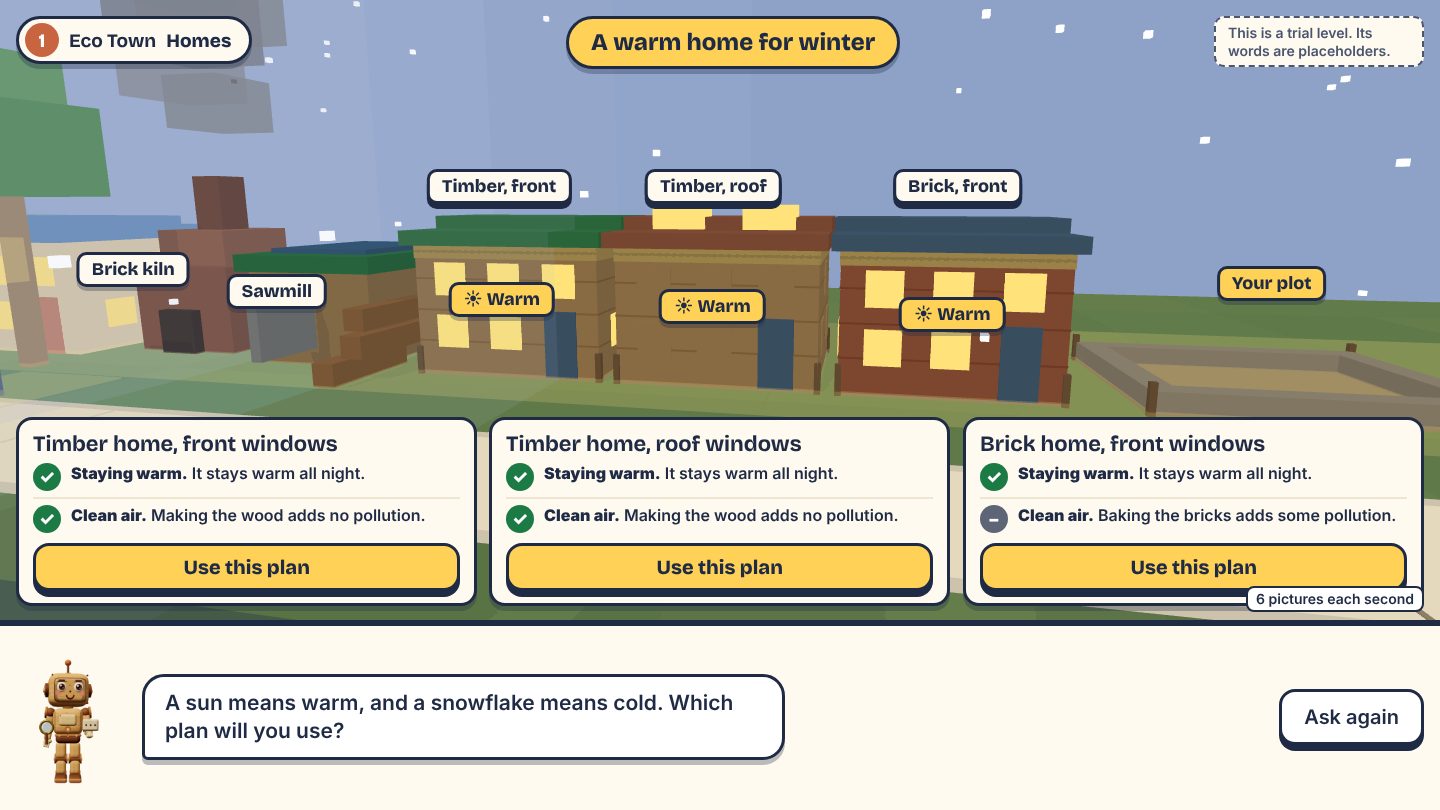 1 Eco Town Homes
A warm home for winter
This is a trial level. Its
words are placeholders.
Timber, front
Timber, roof
Brick, front
Brick kiln
Sawmill
Your plot
Warm
Warm
Warm
Timber home, front windows
Staying warm. It stays warm all night.
Clean air. Making the wood adds no pollution.
Use this plan
Timber home, roof windows
Staying warm. It stays warm all night.
Clean air. Making the wood adds no pollution.
Use this plan
Brick home, front windows
Staying warm. It stays warm all night.
Clean air. Baking the bricks adds some pollution.
Use this plan
6 pictures each second
A sun means warm, and a snowflake means cold. Which
plan will you use?
Ask again